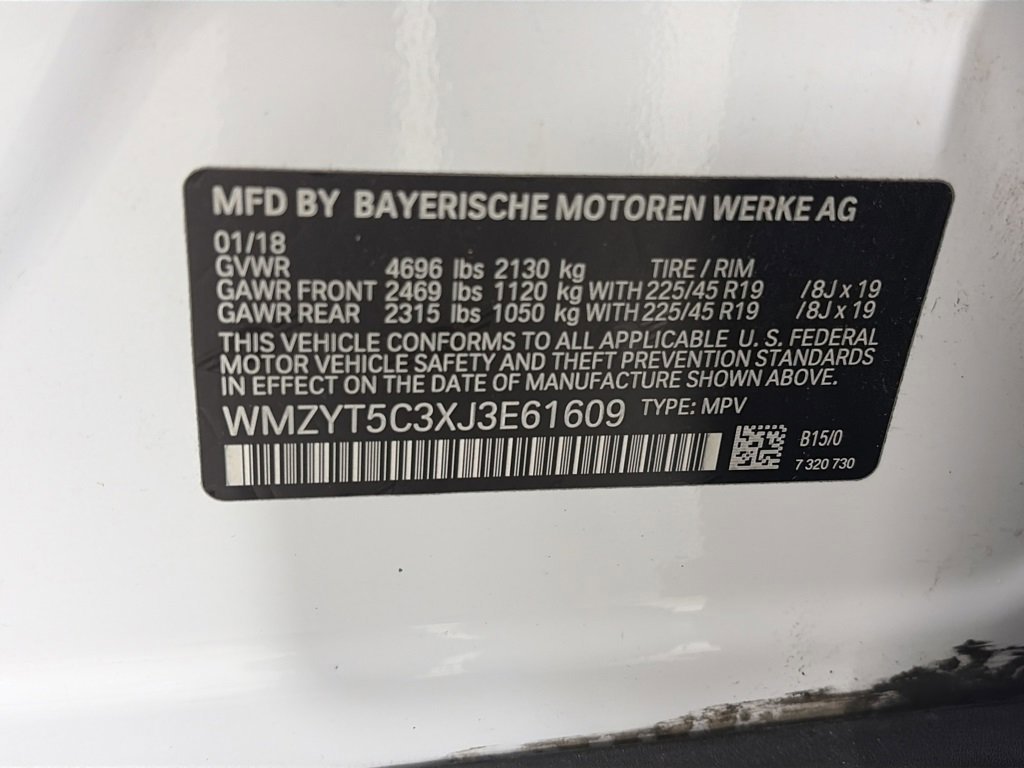 MFD BY BAYERISCHE MOTOREN WERKE AG
01/18
GVWR 4696 lbs 2130 kg TIRE / RIM
GAWR FRONT 2469 lbs 1120 kg WITH 225/45 R19 /8J x 19
GAWR REAR 2315 lbs 1050 kg WITH 225/45 R19 /8J x 19
THIS VEHICLE CONFORMS TO ALL APPLICABLE U. S. FEDERAL
MOTOR VEHICLE SAFETY AND THEFT PREVENTION STANDARDS
IN EFFECT ON THE DATE OF MANUFACTURE SHOWN ABOVE.
WMZYT5C3XJ3E61609 TYPE: MPV
B15/0
7 320 730